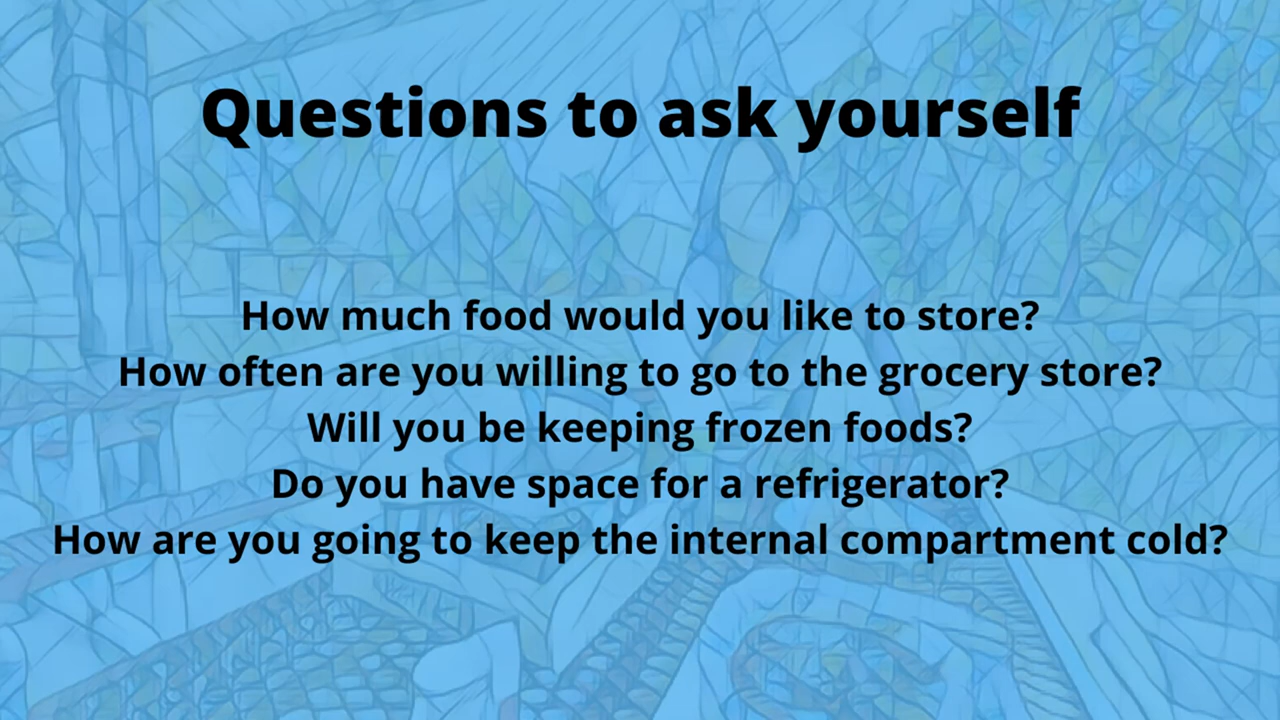 Questions to ask yourself
How much food would you like to store?
How often are you willing to go to the grocery store?
Will you be keeping frozen foods?
Do you have space for a refrigerator?
How are you going to keep the internal compartment cold?